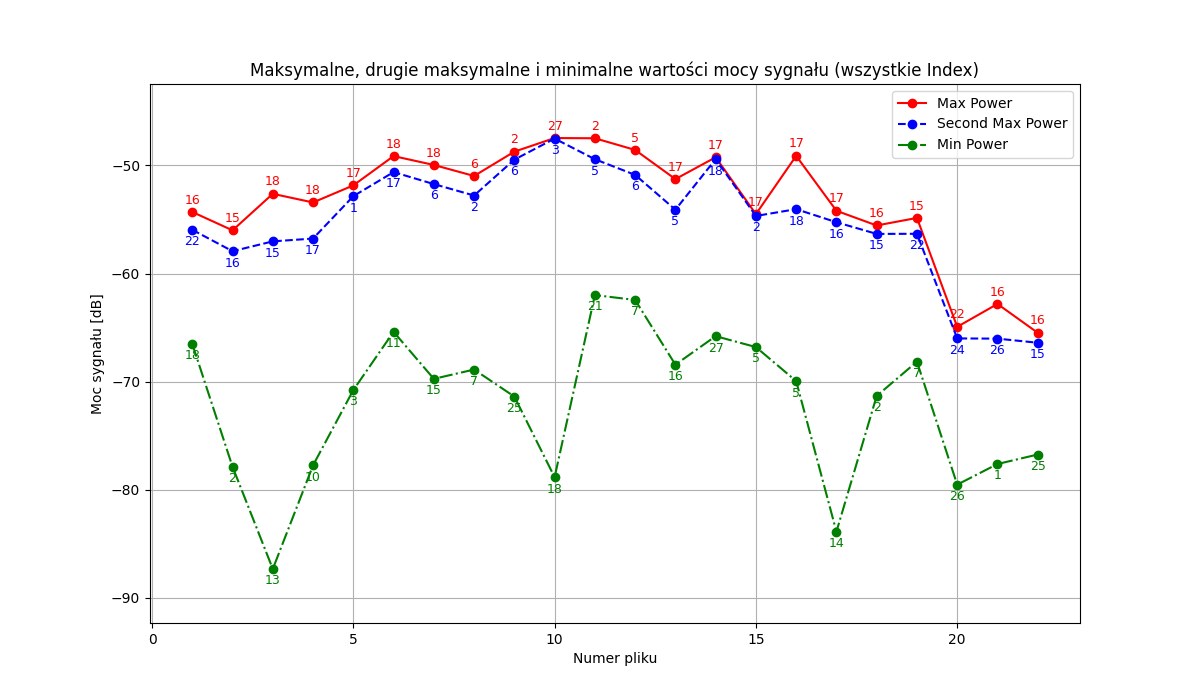 Maksymalne, drugie maksymalne i minimalne wartości mocy sygnału (wszystkie Index)
Max Power
Second Max Power
Min Power
16 15 18 18 17 18 18 6 2 27 2 5 17 17 17 17 17 16 15 22 16 16
22 16 15 17 1 17 6 2 6 3 5 6 5 18 2 18 16 15 22 24 26 15
18 2 13 10 3 11 15 7 25 18 21 7 16 27 5 5 14 2 7 26 1 25
−50
−60
−70
−80
−90
Moc sygnału [dB]
0 5 10 15 20
Numer pliku